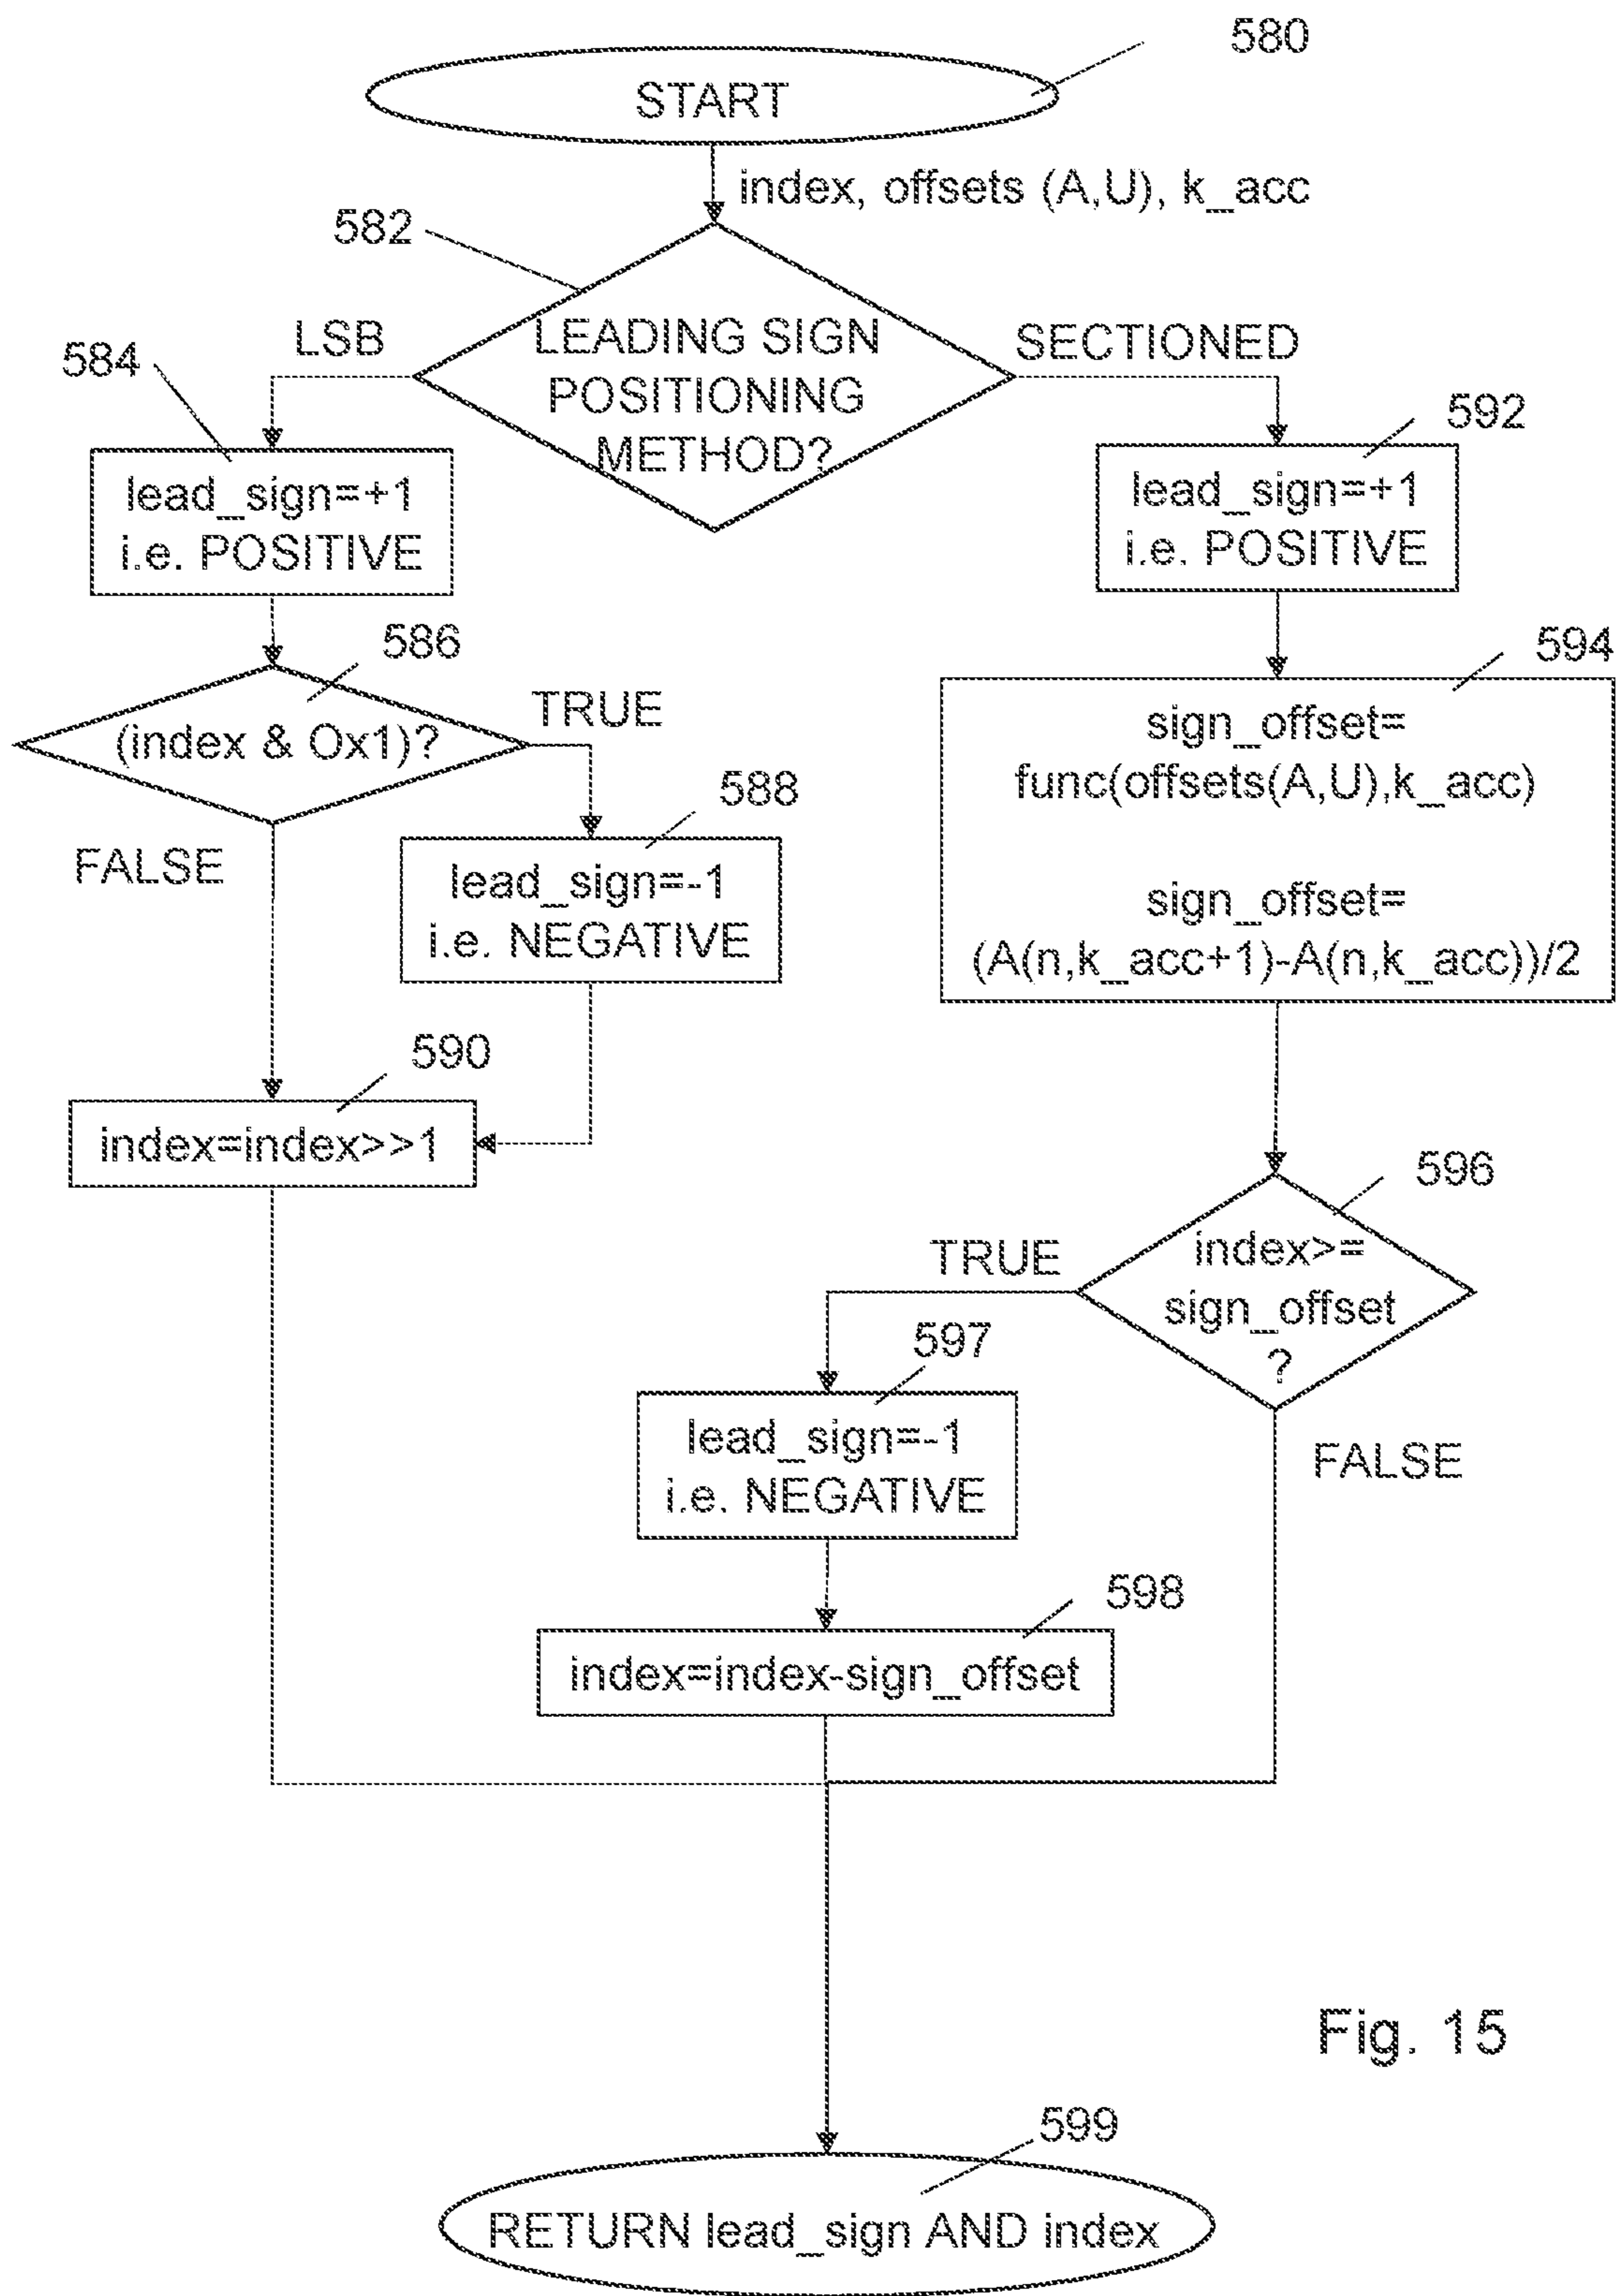 580
START
index, offsets (A,U), k_acc
582
LEADING SIGN
POSITIONING
METHOD?
LSB
SECTIONED
584
lead_sign=+1
i.e. POSITIVE
592
lead_sign=+1
i.e. POSITIVE
586
(index & Ox1)?
TRUE
FALSE
588
lead_sign=-1
i.e. NEGATIVE
594
sign_offset=
func(offsets(A,U),k_acc)
sign_offset=
(A(n,k_acc+1)-A(n,k_acc))/2
590
index=index>>1
596
index>=
sign_offset
?
TRUE
FALSE
597
lead_sign=-1
i.e. NEGATIVE
598
index=index-sign_offset
Fig. 15
599
RETURN lead_sign AND index